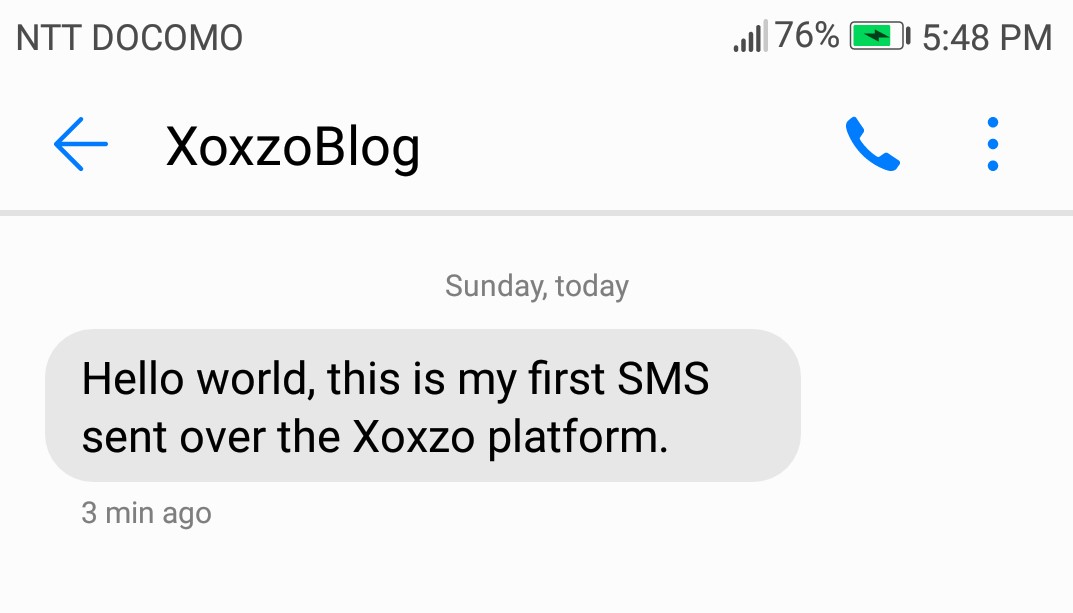 NTT DOCOMO 76% 5:48 PM
XoxzoBlog
Sunday, today
Hello world, this is my first SMS
sent over the Xoxzo platform.
3 min ago